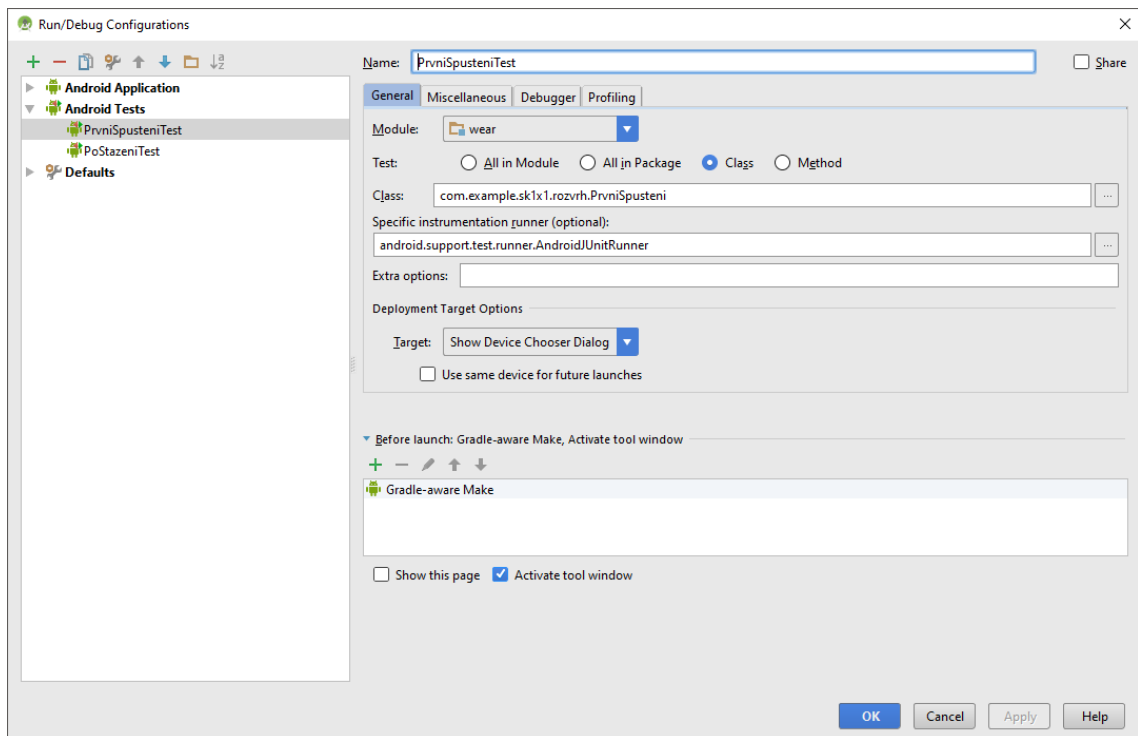 Run/Debug Configurations
Name: PrvniSpusteniTest Share
Android Application
Android Tests
PrvniSpusteniTest
PoStazeniTest
Defaults
General Miscellaneous Debugger Profiling
Module: wear
Test: All in Module All in Package Class Method
Class: com.example.sk1x1.rozvrh.PrvniSpusteni ...
Specific instrumentation runner (optional):
android.support.test.runner.AndroidJUnitRunner ...
Extra options:
Deployment Target Options
Target: Show Device Chooser Dialog
Use same device for future launches
Before launch: Gradle-aware Make, Activate tool window
Gradle-aware Make
Show this page Activate tool window
OK Cancel Apply Help